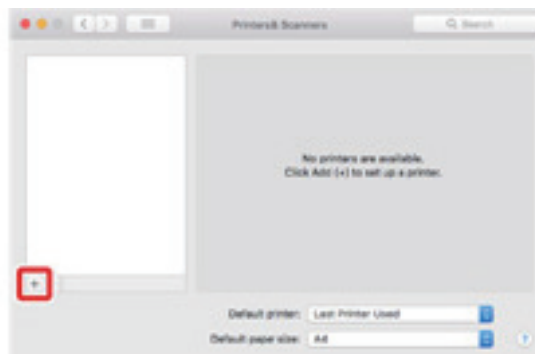 Printers& Scanners
Search
No printers are available.
Click Add (+) to set up a printer.
+
Default printer: Last Printer Used
Default paper size: A4
?